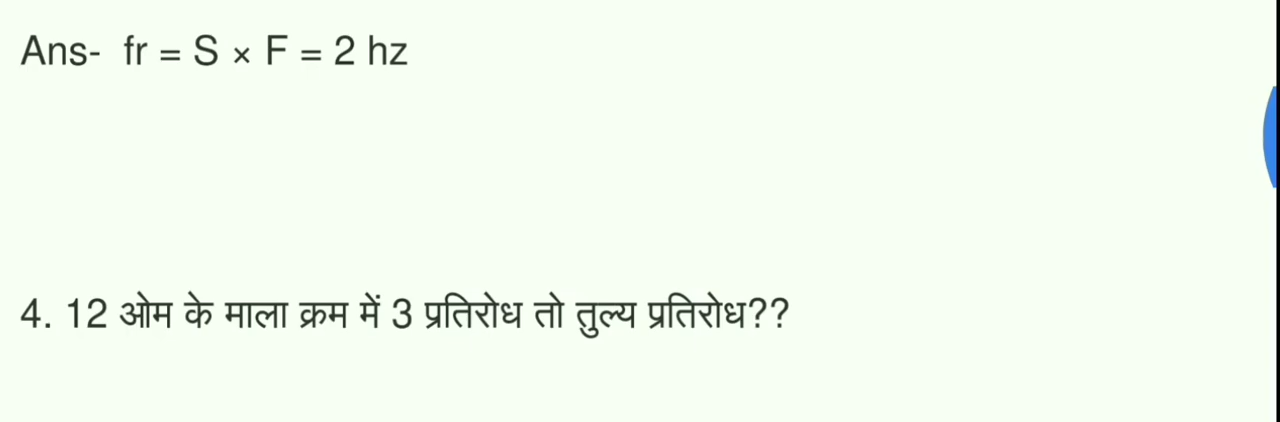 Ans-  fr = S × F = 2 hz
4. 12 ओम के माला क्रम में 3 प्रतिरोध तो तुल्य प्रतिरोध??